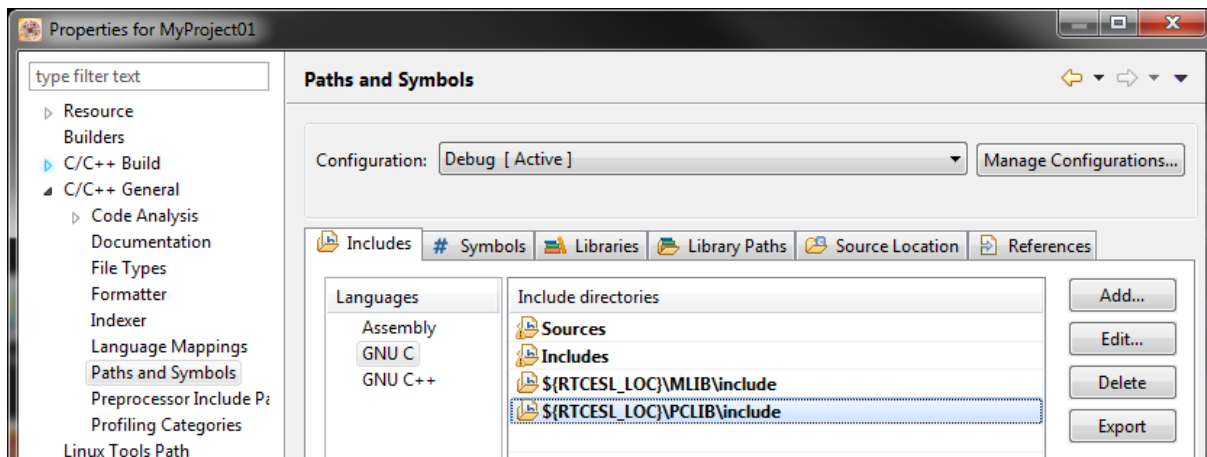 Properties for MyProject01
type filter text
Resource
Builders
C/C++ Build
C/C++ General
Code Analysis
Documentation
File Types
Formatter
Indexer
Language Mappings
Paths and Symbols
Preprocessor Include Pa
Profiling Categories
Linux Tools Path
Paths and Symbols
Configuration: Debug [ Active ] Manage Configurations...
Includes # Symbols Libraries Library Paths Source Location References
Languages
Assembly
GNU C
GNU C++
Include directories
Sources
Includes
${RTCESL_LOC}\MLIB\include
${RTCESL_LOC}\PCLIB\include
Add...
Edit...
Delete
Export